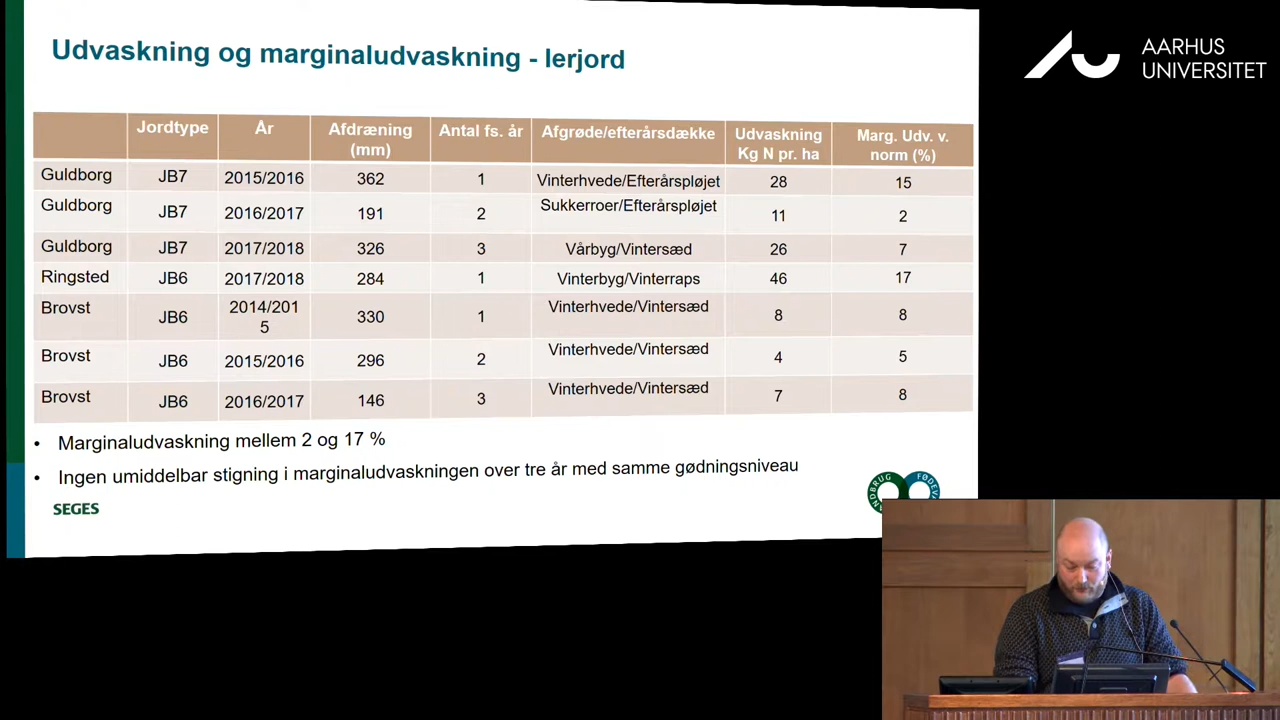 Udvaskning og marginaludvaskning - lerjord
AARHUS
UNIVERSITET
Jordtype År Afdræning (mm) Antal fs. år Afgrøde/efterårsdække Udvaskning Kg N pr. ha Marg. Udv. v. norm (%)
Guldborg JB7 2015/2016 362 1 Vinterhvede/Efterårspløjet 28 15
Guldborg JB7 2016/2017 191 2 Sukkerroer/Efterårspløjet 11 2
Guldborg JB7 2017/2018 326 3 Vårbyg/Vintersæd 26 7
Ringsted JB6 2017/2018 284 1 Vinterbyg/Vinterraps 46 17
Brovst JB6 2014/2015 330 1 Vinterhvede/Vintersæd 8 8
Brovst JB6 2015/2016 296 2 Vinterhvede/Vintersæd 4 5
Brovst JB6 2016/2017 146 3 Vinterhvede/Vintersæd 7 8
• Marginaludvaskning mellem 2 og 17 %
• Ingen umiddelbar stigning i marginaludvaskningen over tre år med samme gødningsniveau
SEGES